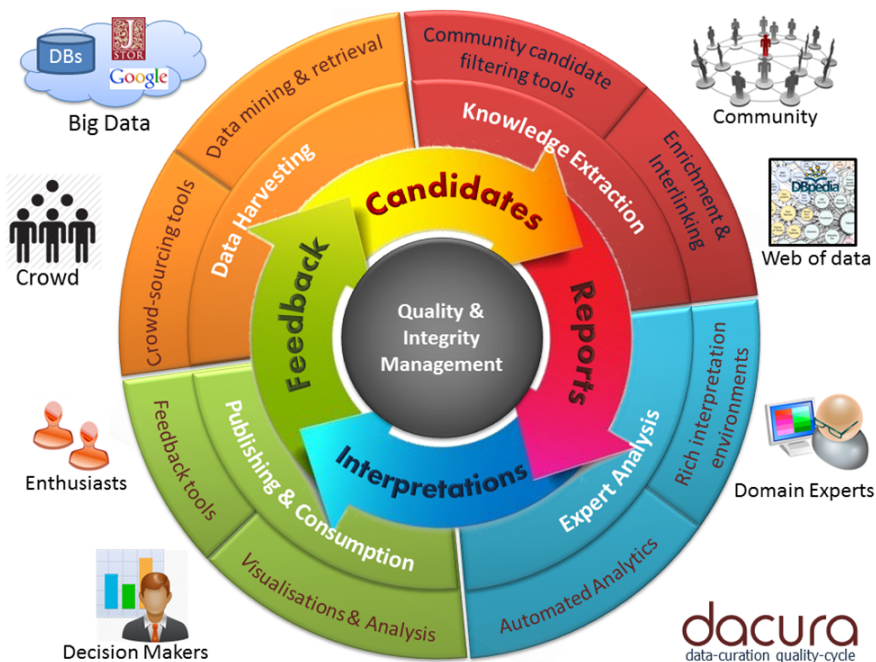 DBs
JSTOR
Google
Big Data
Crowd
Enthusiasts
Decision Makers
Community
DBpedia
Web of data
Domain Experts
Crowd-sourcing tools
Data mining & retrieval
Data Harvesting
Community candidate
filtering tools
Enrichment &
Interlinking
Knowledge Extraction
Rich interpretation
environments
Automated Analytics
Expert Analysis
Visualisations & Analysis
Feedback tools
Publishing & Consumption
Candidates
Reports
Interpretations
Feedback
Quality &
Integrity
Management
dacura
data-curation quality-cycle